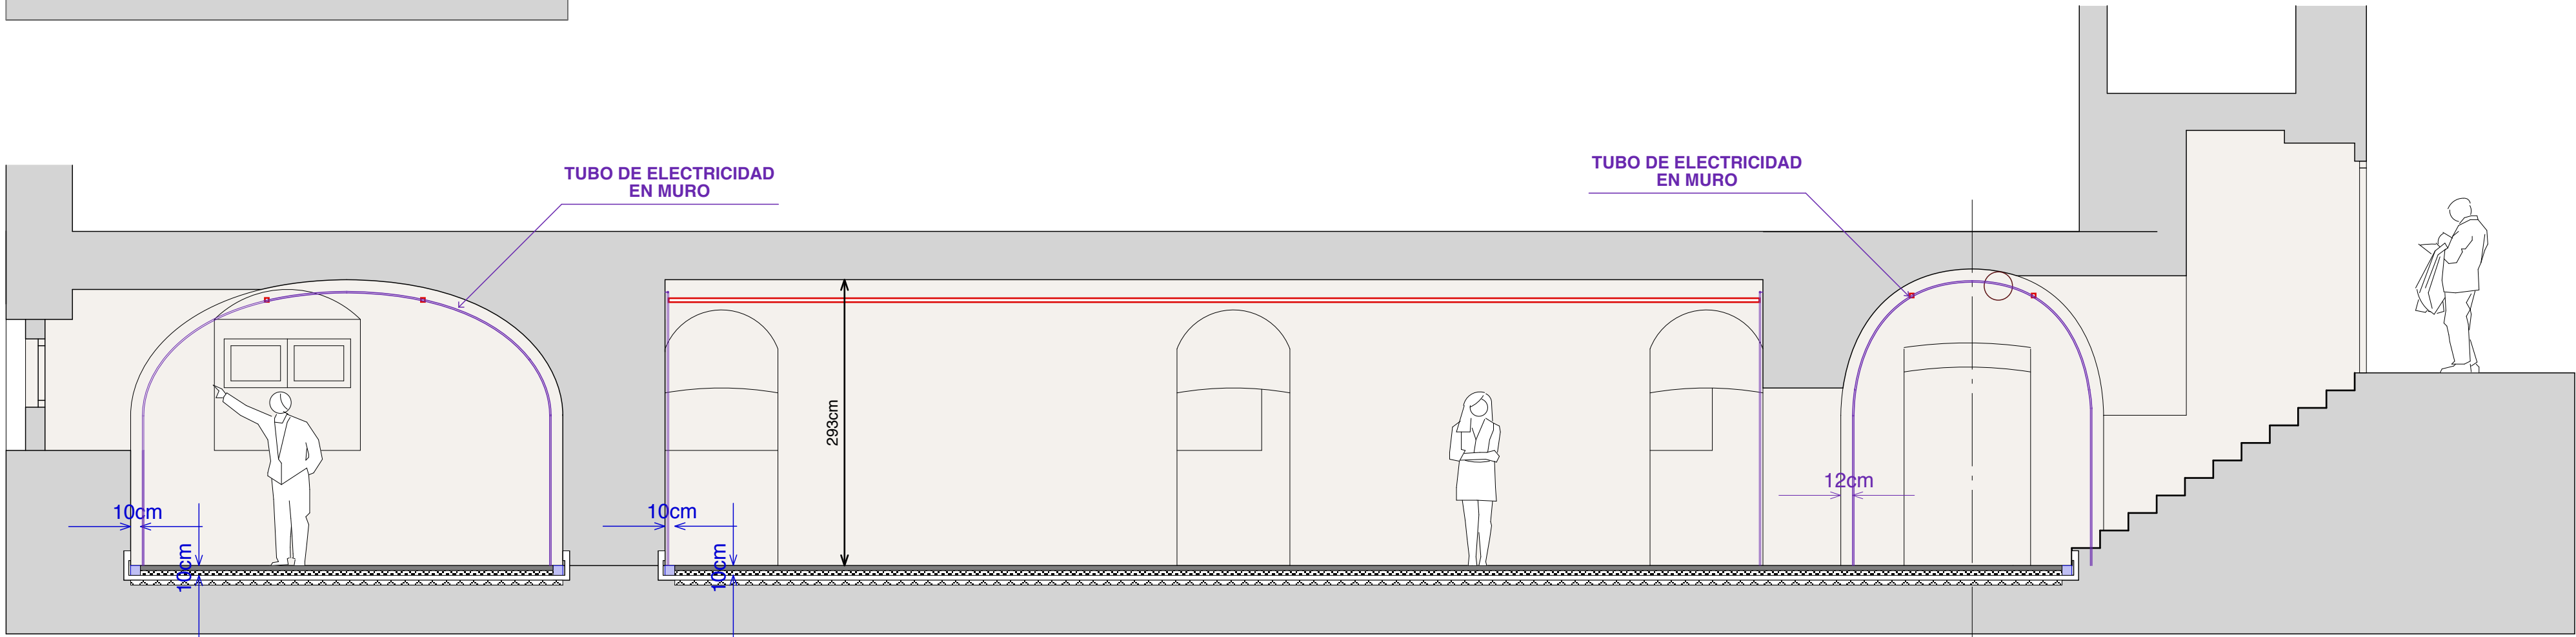 TUBO DE ELECTRICIDAD
EN MURO
TUBO DE ELECTRICIDAD
EN MURO
293cm
10cm
10cm
10cm
10cm
12cm